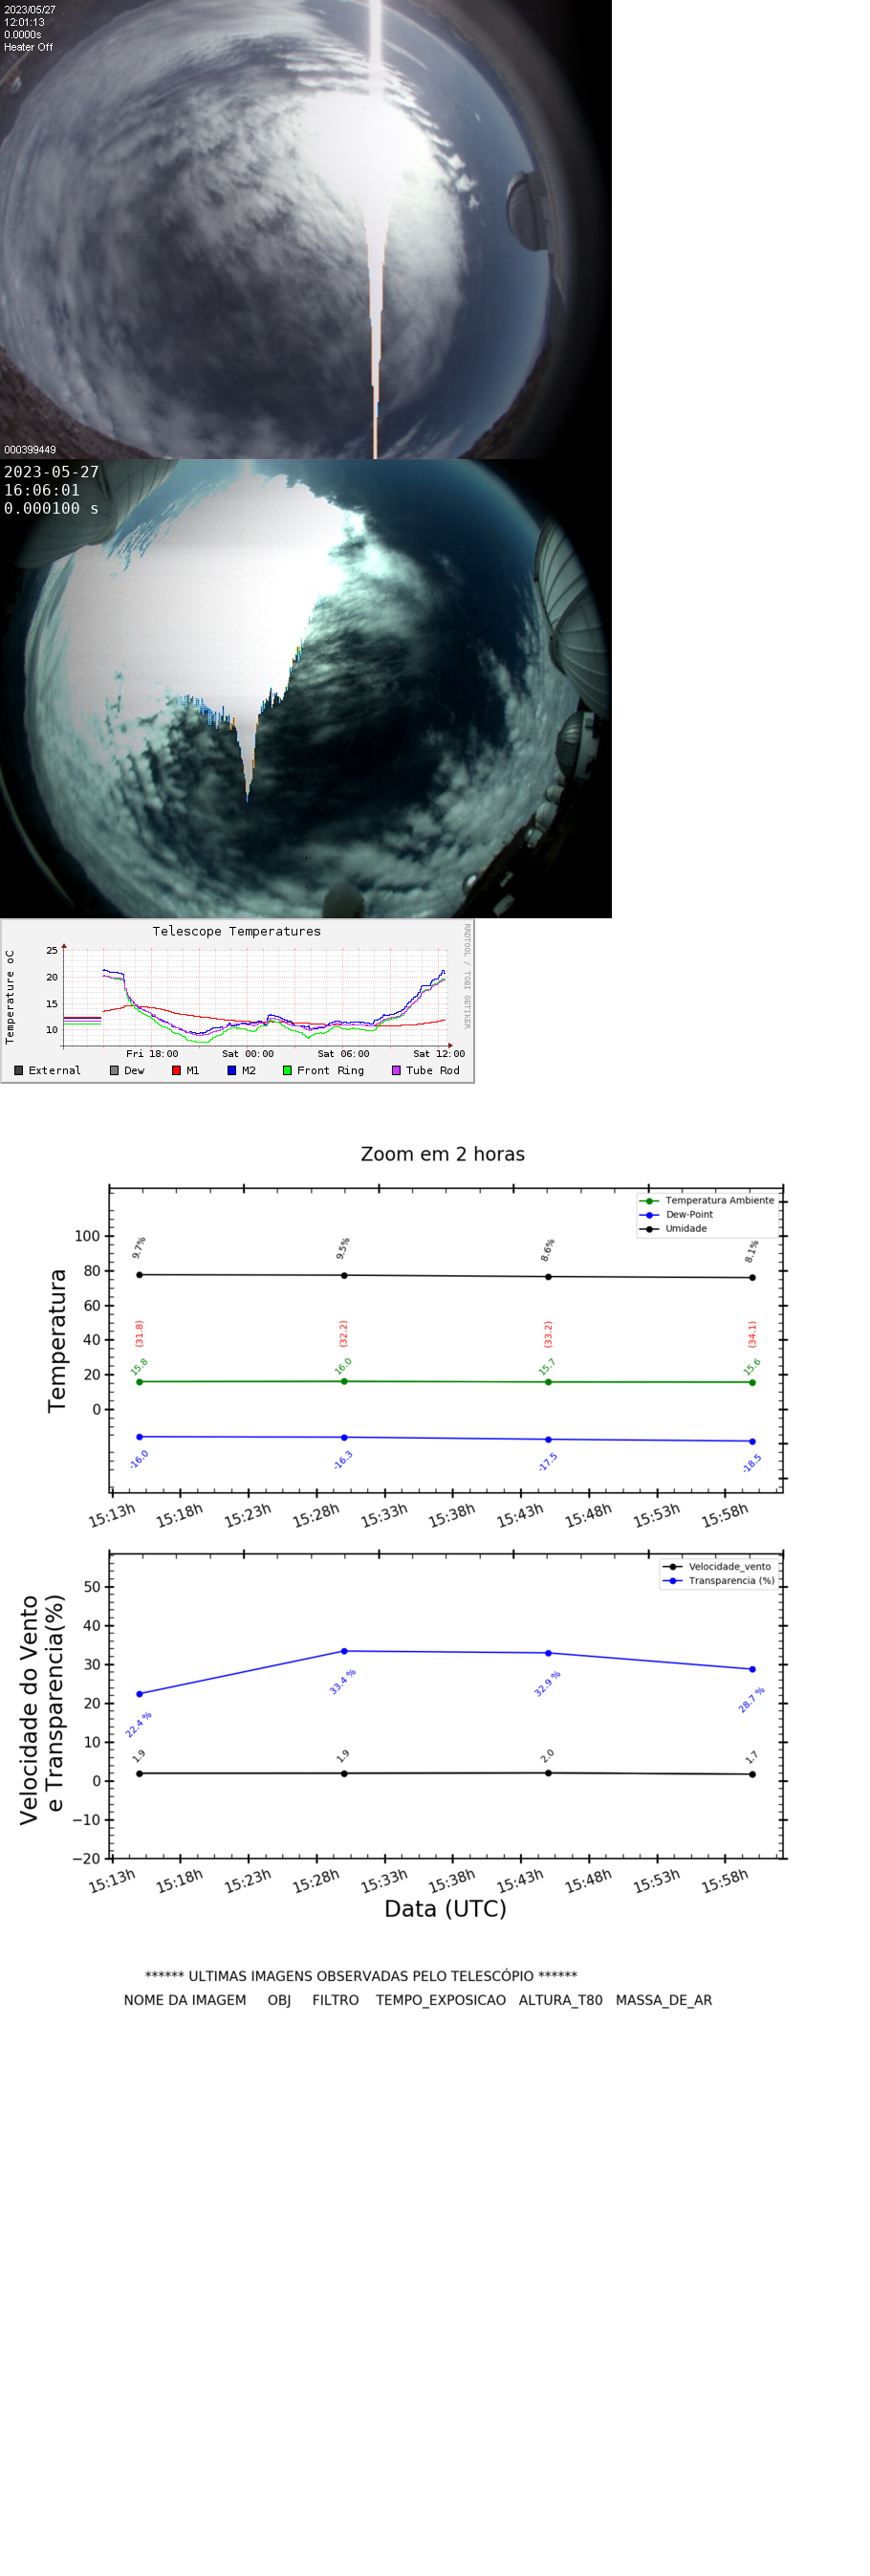 2023/05/27
12:01:13
0.0000s
Heater Off
000399449
2023-05-27
16:06:01
0.000100 s
Telescope Temperatures
RRDTOOL / TOBI OETIKER
Temperature oC
25
20
15
10
Fri 18:00 Sat 00:00 Sat 06:00 Sat 12:00
External Dew M1 M2 Front Ring Tube Rod
Zoom em 2 horas
Temperatura
100
80
60
40
20
0
Temperatura Ambiente
Dew-Point
Umidade
9.7% 9.5% 8.6% 8.1%
(31.8) (32.2) (33.2) (34.1)
15.8 16.0 15.7 15.6
-16.0 -16.3 -17.5 -18.5
15:13h 15:18h 15:23h 15:28h 15:33h 15:38h 15:43h 15:48h 15:53h 15:58h
Velocidade do Vento
e Transparencia(%)
50
40
30
20
10
0
−10
−20
Velocidade_vento
Transparencia (%)
22.4 % 33.4 % 32.9 % 28.7 %
1.9 1.9 2.0 1.7
15:13h 15:18h 15:23h 15:28h 15:33h 15:38h 15:43h 15:48h 15:53h 15:58h
Data (UTC)
****** ULTIMAS IMAGENS OBSERVADAS PELO TELESCÓPIO ******
NOME DA IMAGEM OBJ FILTRO TEMPO_EXPOSICAO ALTURA_T80 MASSA_DE_AR